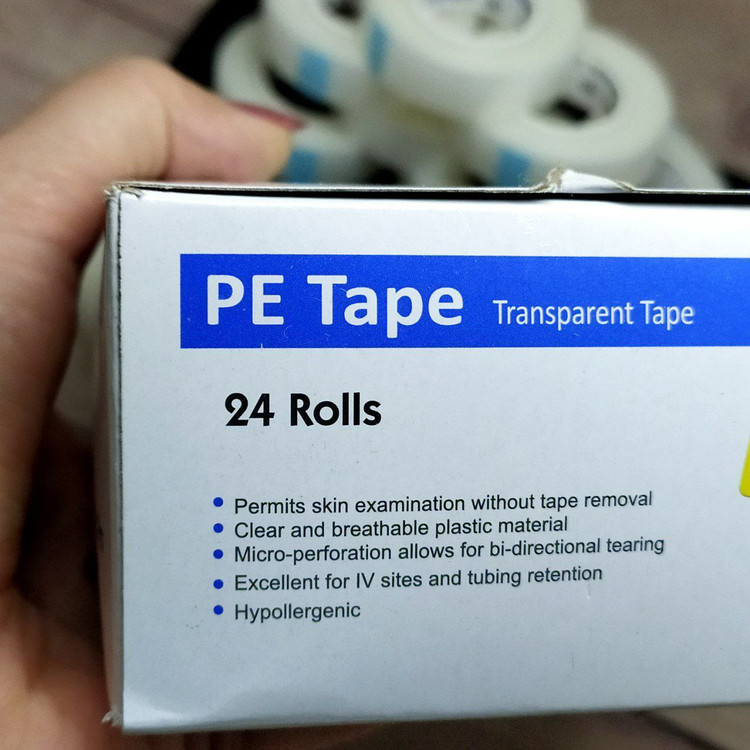 PE Tape Transparent Tape
24 Rolls
Permits skin examination without tape removal
Clear and breathable plastic material
Micro-perforation allows for bi-directional tearing
Excellent for IV sites and tubing retention
Hypollergenic